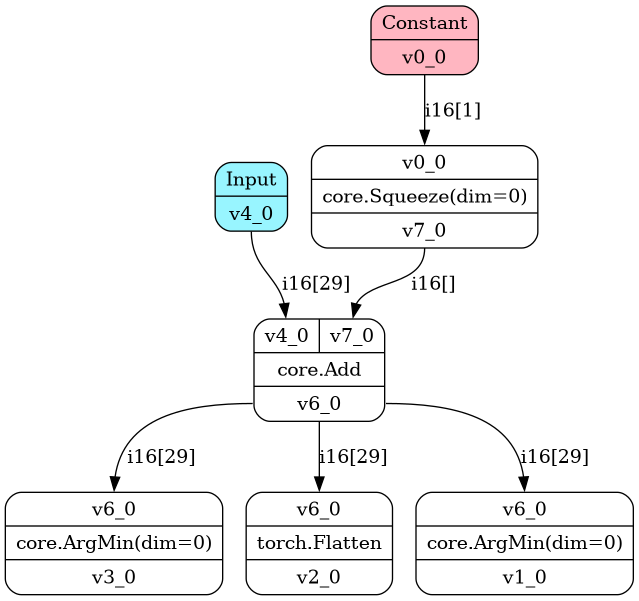 Constant
v0_0
i16[1]
Input
v4_0
v0_0
core.Squeeze(dim=0)
v7_0
i16[29]
i16[]
v4_0 v7_0
core.Add
v6_0
i16[29] i16[29] i16[29]
v6_0
core.ArgMin(dim=0)
v3_0
v6_0
torch.Flatten
v2_0
v6_0
core.ArgMin(dim=0)
v1_0